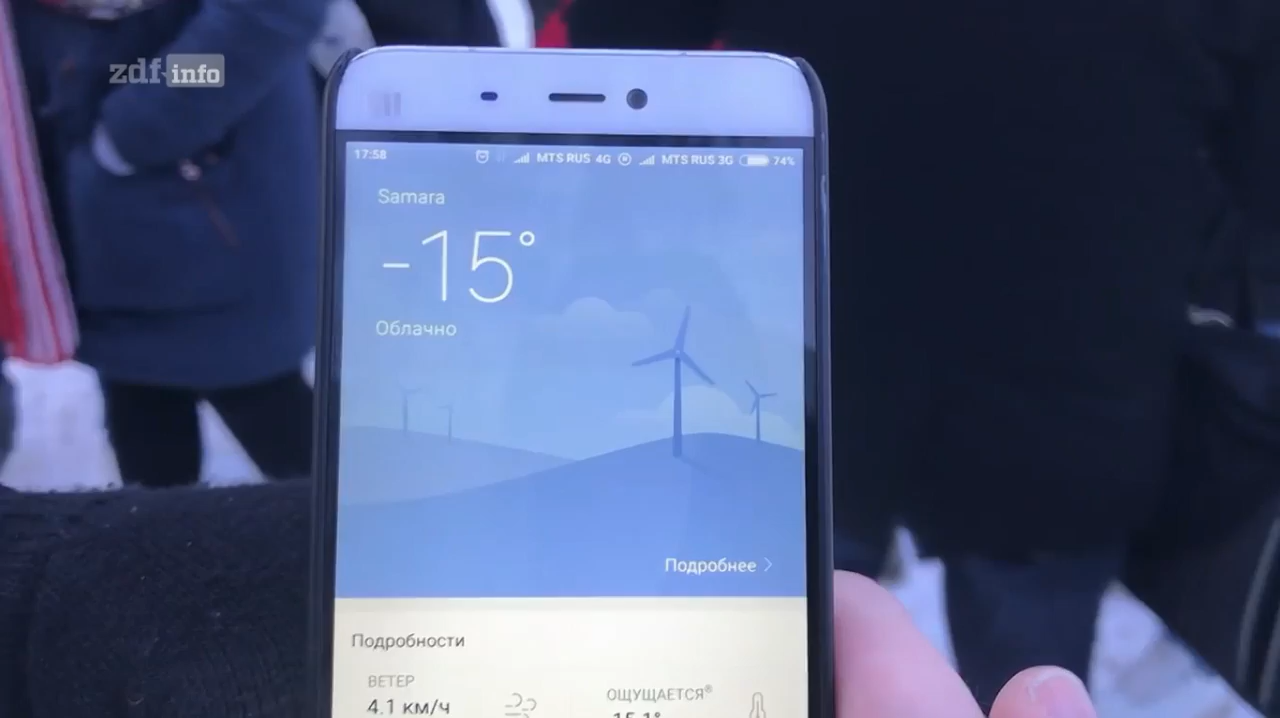 zdf info
17:58 MTS RUS 4G MTS RUS 3G 74%
Samara
-15°
Облачно
Подробнее >
Подробности
ВЕТЕР
4.1 км/ч
ОЩУЩАЕТСЯ®